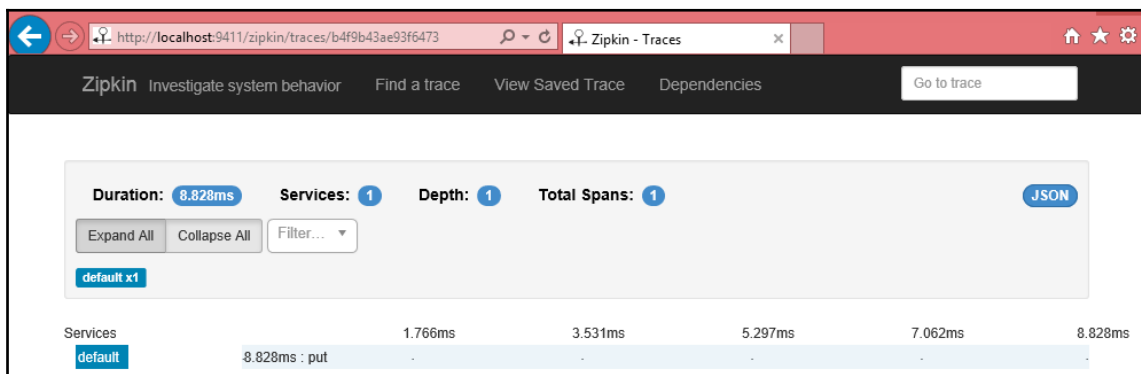 http://localhost:9411/zipkin/traces/b4f9b43ae93f6473 Zipkin - Traces
Zipkin Investigate system behavior Find a trace View Saved Trace Dependencies Go to trace
Duration: 8.828ms Services: 1 Depth: 1 Total Spans: 1 JSON
Expand All Collapse All Filter...
default x1
Services 1.766ms 3.531ms 5.297ms 7.062ms 8.828ms
default 8.828ms : put